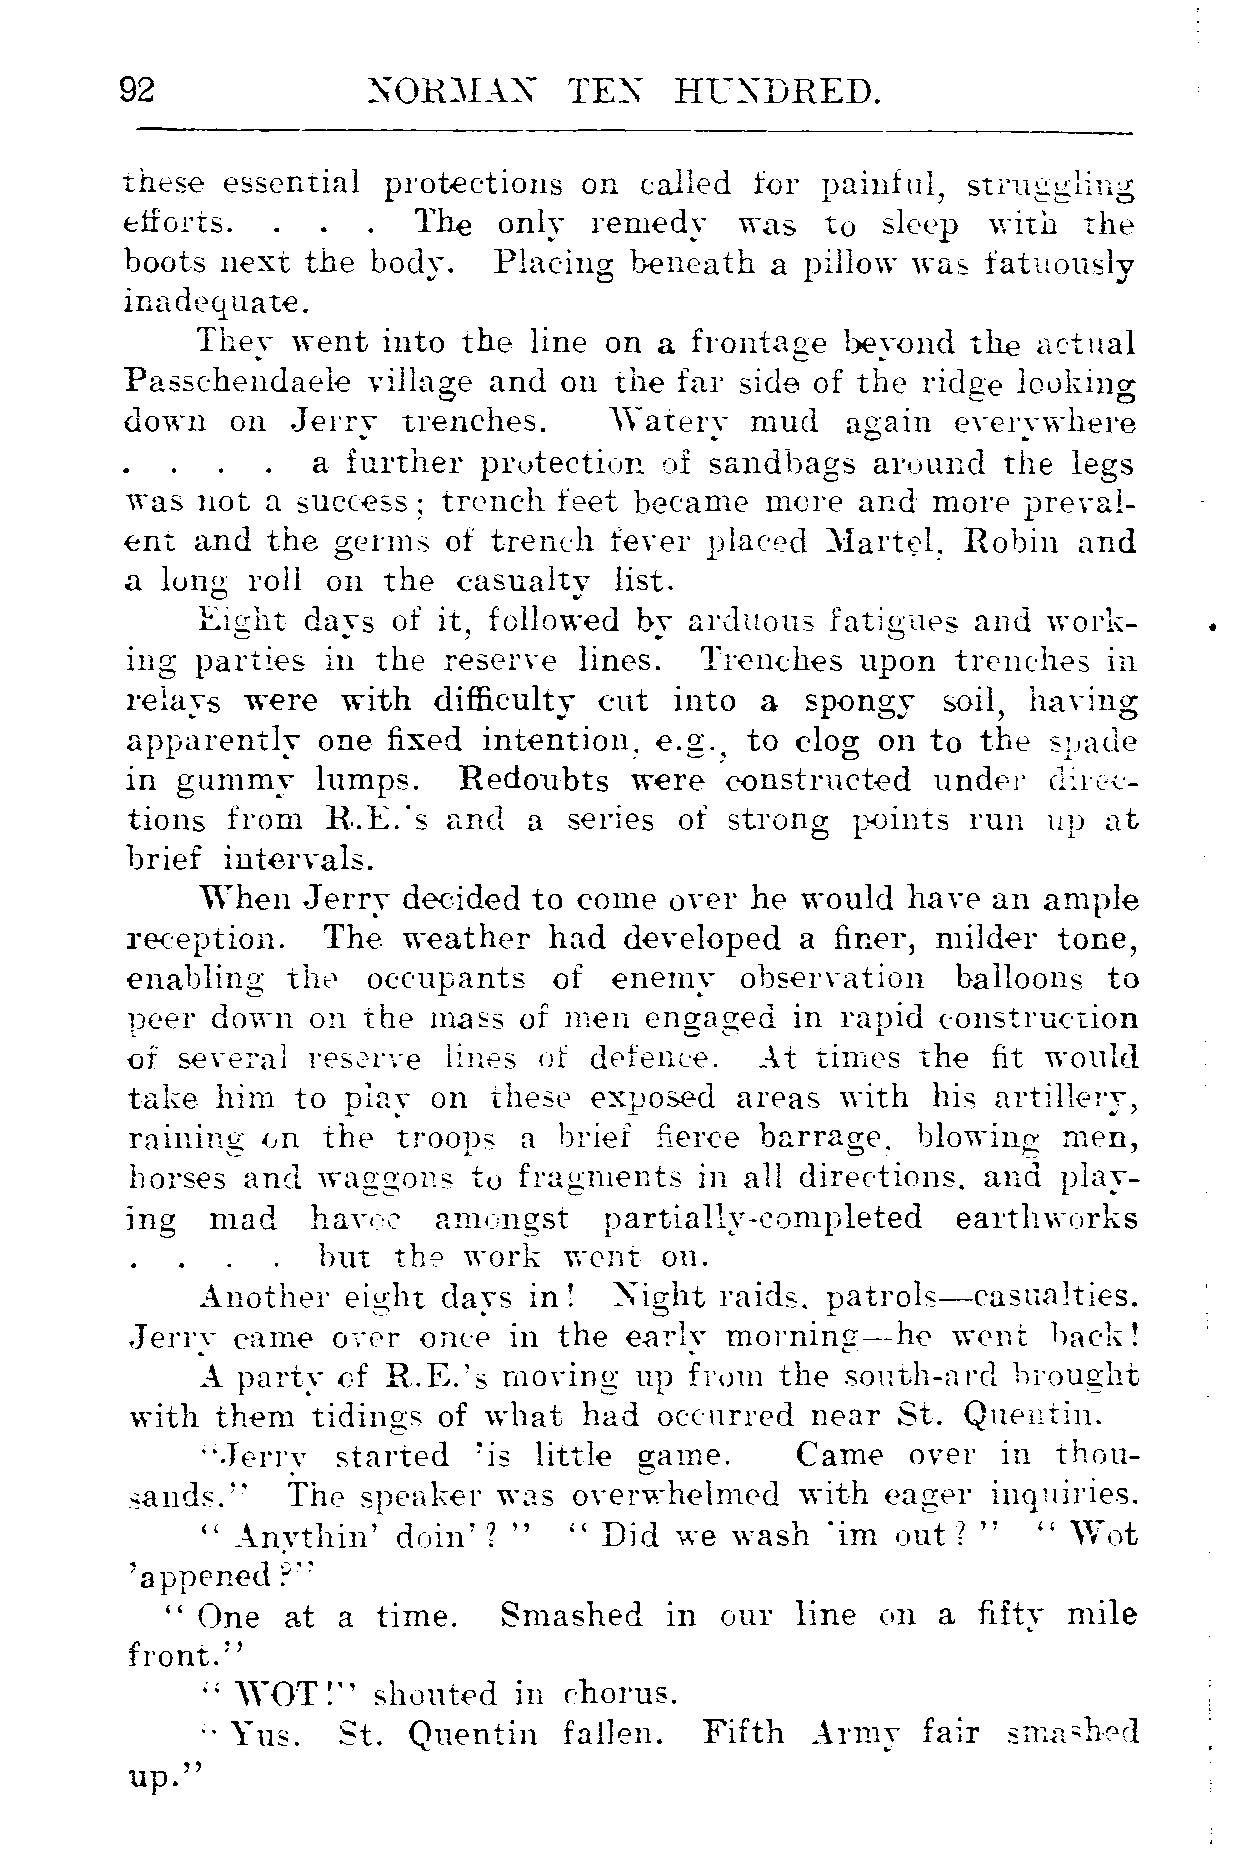 92 NORMAN TEN HUNDRED.
these essential protections on called for painful, struggling
efforts. . . . The only remedy was to sleep with the
boots next the body. Placing beneath a pillow was fatuously
inadequate.
They went into the line on a frontage beyond the actual
Passchendaele village and on the far side of the ridge looking
down on Jerry trenches. Watery mud again everywhere
. . . . a further protection of sandbags around the legs
was not a success; trench feet became more and more preval-
ent and the germs of trench fever placed Martel, Robin and
a long roll on the casualty list.
Eight days of it, followed by arduous fatigues and work-
ing parties in the reserve lines. Trenches upon trenches in
relays were with difficulty cut into a spongy soil, having
apparently one fixed intention, e.g., to clog on to the spade
in gummy lumps. Redoubts were constructed under direc-
tions from R.E.'s and a series of strong points run up at
brief intervals.
When Jerry decided to come over he would have an ample
reception. The weather had developed a finer, milder tone,
enabling the occupants of enemy observation balloons to
peer down on the mass of men engaged in rapid construction
of several reserve lines of defence. At times the fit would
take him to play on these exposed areas with his artillery,
raining on the troops a brief fierce barrage, blowing men,
horses and waggons to fragments in all directions, and play-
ing mad havoc amongst partially-completed earthworks
. . . . but the work went on.
Another eight days in! Night raids, patrols—casualties.
Jerry came over once in the early morning—he went back!
A party of R.E.'s moving up from the south-ard brought
with them tidings of what had occurred near St. Quentin.
"Jerry started 'is little game. Came over in thou-
sands." The speaker was overwhelmed with eager inquiries.
" Anythin' doin'? " " Did we wash 'im out? " " Wot
'appened?"
" One at a time. Smashed in our line on a fifty mile
front."
" WOT!" shouted in chorus.
" Yus. St. Quentin fallen. Fifth Army fair smashed
up."